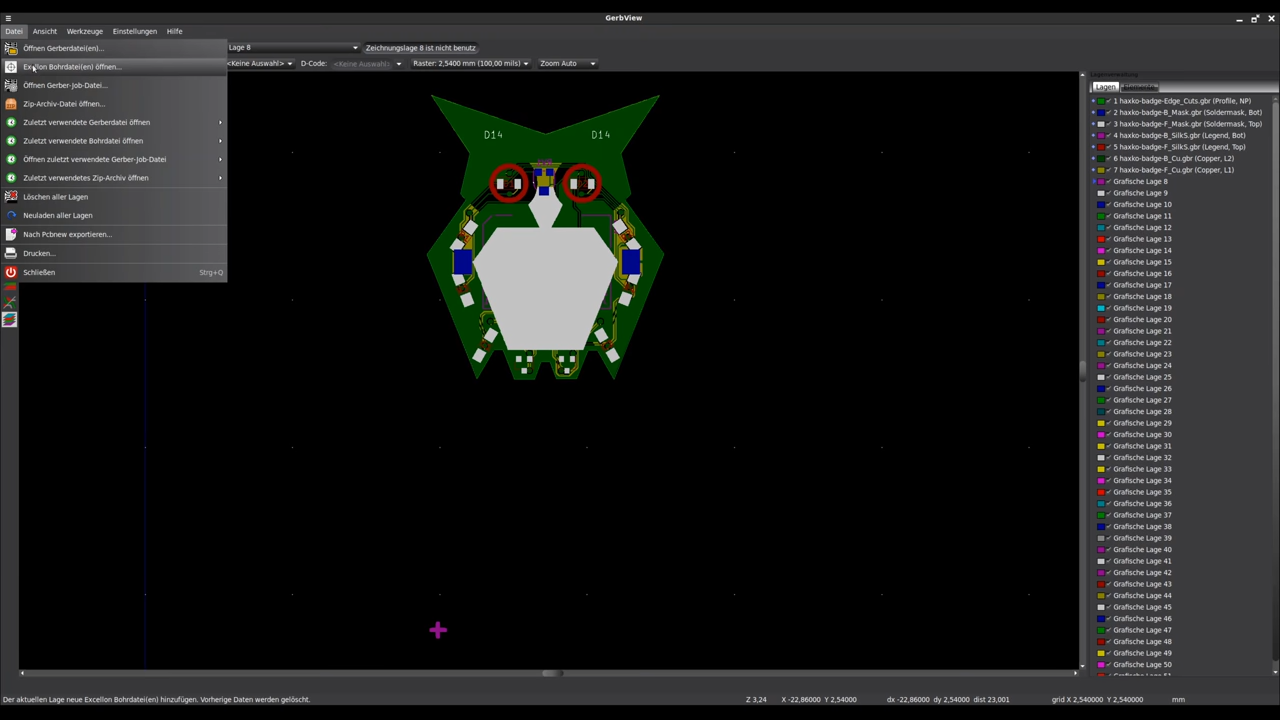 GerbView
Datei Ansicht Werkzeuge Einstellungen Hilfe
Lage 8 Zeichnungslage 8 ist nicht benutz
<Keine Auswahl> D-Code: <Keine Auswahl> Raster: 2,5400 mm (100,00 mils) Zoom Auto
Öffnen Gerberdatei(en)...
Excellon Bohrdatei(en) öffnen...
Öffnen Gerber-Job-Datei...
Zip-Archiv-Datei öffnen...
Zuletzt verwendete Gerberdatei öffnen
Zuletzt verwendete Bohrdatei öffnen
Öffnen zuletzt verwendete Gerber-Job-Datei
Zuletzt verwendetes Zip-Archiv öffnen
Löschen aller Lagen
Neuladen aller Lagen
Nach Pcbnew exportieren...
Drucken...
Schließen Strg+Q
D14 D14
Lagen
1 haxko-badge-Edge_Cuts.gbr (Profile, NP)
2 haxko-badge-B_Mask.gbr (Soldermask, Bot)
3 haxko-badge-F_Mask.gbr (Soldermask, Top)
4 haxko-badge-B_SilkS.gbr (Legend, Bot)
5 haxko-badge-F_SilkS.gbr (Legend, Top)
6 haxko-badge-B_Cu.gbr (Copper, L2)
7 haxko-badge-F_Cu.gbr (Copper, L1)
Grafische Lage 8
Grafische Lage 9
Grafische Lage 10
Grafische Lage 11
Grafische Lage 12
Grafische Lage 13
Grafische Lage 14
Grafische Lage 15
Grafische Lage 16
Grafische Lage 17
Grafische Lage 18
Grafische Lage 19
Grafische Lage 20
Grafische Lage 21
Grafische Lage 22
Grafische Lage 23
Grafische Lage 24
Grafische Lage 25
Grafische Lage 26
Grafische Lage 27
Grafische Lage 28
Grafische Lage 29
Grafische Lage 30
Grafische Lage 31
Grafische Lage 32
Grafische Lage 33
Grafische Lage 34
Grafische Lage 35
Grafische Lage 36
Grafische Lage 37
Grafische Lage 38
Grafische Lage 39
Grafische Lage 40
Grafische Lage 41
Grafische Lage 42
Grafische Lage 43
Grafische Lage 44
Grafische Lage 45
Grafische Lage 46
Grafische Lage 47
Grafische Lage 48
Grafische Lage 49
Grafische Lage 50
Der aktuellen Lage neue Excellon Bohrdatei(en) hinzufügen. Vorherige Daten werden gelöscht. Z 3,24 X -22,86000 Y 2,54000 dx -22,86000 dy 2,54000 dist 23,001 grid X 2,540000 Y 2,540000 mm